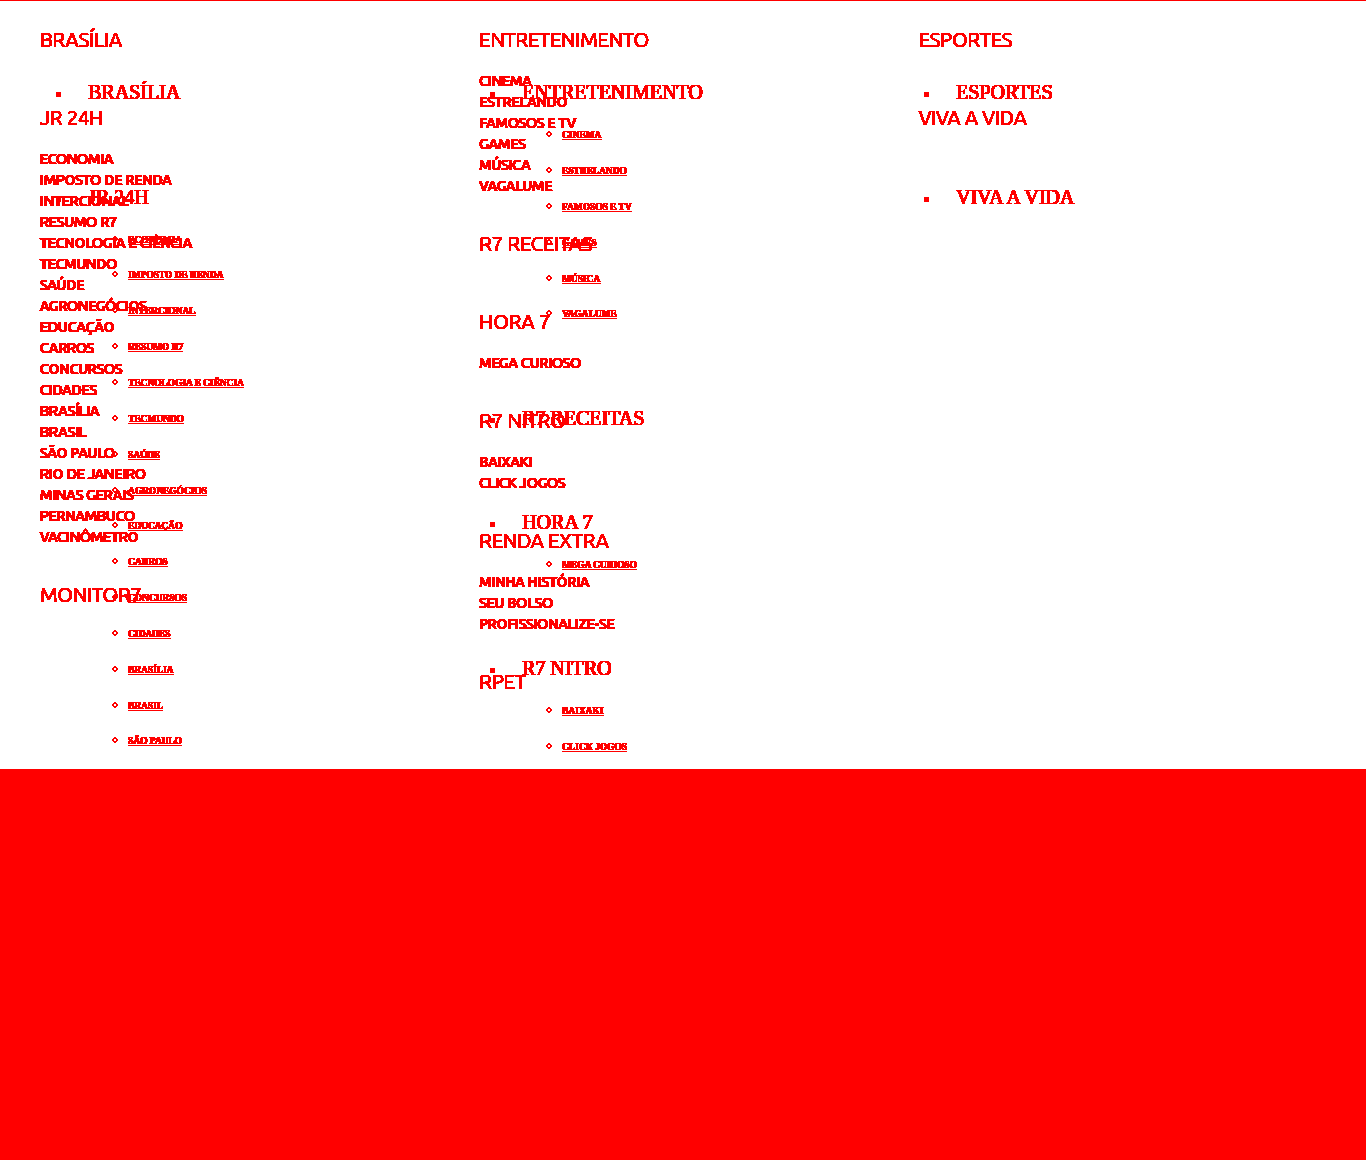 BRASÍLIA
▪ BRASÍLIA
JR 24H
ECONOMIA
IMPOSTO DE RENDA
JR 24H
INTERCIONAL
RESUMO R7
ECONOMIA
TECNOLOGIA E CIÊNCIA
TECMUNDO
IMPOSTO DE RENDA
SAÚDE
AGRONEGÓCIOS
INTERCIONAL
EDUCAÇÃO
CARROS
RESUMO R7
CONCURSOS
TECNOLOGIA E CIÊNCIA
CIDADES
BRASÍLIA
TECMUNDO
BRASIL
SÃO PAULO
SAÚDE
RIO DE JANEIRO
MINAS GERAIS
AGRONEGÓCIOS
PERNAMBUCO
EDUCAÇÃO
VACINÔMETRO
CARROS
MONITOR7
CONCURSOS
CIDADES
BRASÍLIA
BRASIL
SÃO PAULO
ENTRETENIMENTO
CINEMA
ENTRETENIMENTO
ESTRELANDO
FAMOSOS E TV
CINEMA
GAMES
MÚSICA
ESTRELANDO
VAGALUME
FAMOSOS E TV
R7 RECEITAS
GAMES
MÚSICA
VAGALUME
HORA 7
MEGA CURIOSO
R7 RECEITAS
R7 NITRO
BAIXAKI
CLICK JOGOS
▪ HORA 7
RENDA EXTRA
MEGA CURIOSO
MINHA HISTÓRIA
SEU BOLSO
PROFISSIONALIZE-SE
▪ R7 NITRO
RPET
BAIXAKI
CLICK JOGOS
ESPORTES
▪ ESPORTES
VIVA A VIDA
▪ VIVA A VIDA